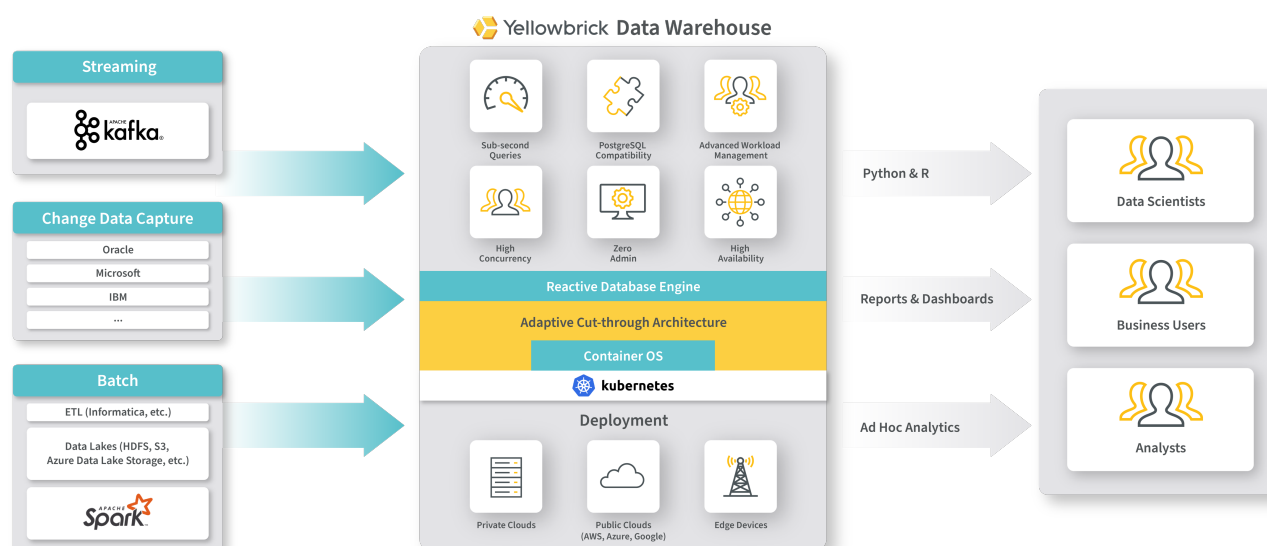 Yellowbrick Data Warehouse
Streaming
APACHE
kafka®
Change Data Capture
Oracle
Microsoft
IBM
...
Batch
ETL (Informatica, etc.)
Data Lakes (HDFS, S3,
Azure Data Lake Storage, etc.)
APACHE
Spark™
Sub-second
Queries
PostgreSQL
Compatibility
Advanced Workload
Management
High
Concurrency
Zero
Admin
High
Availability
Reactive Database Engine
Adaptive Cut-through Architecture
Container OS
kubernetes
Deployment
Private Clouds
Public Clouds
(AWS, Azure, Google)
Edge Devices
Python & R
Reports & Dashboards
Ad Hoc Analytics
Data Scientists
Business Users
Analysts